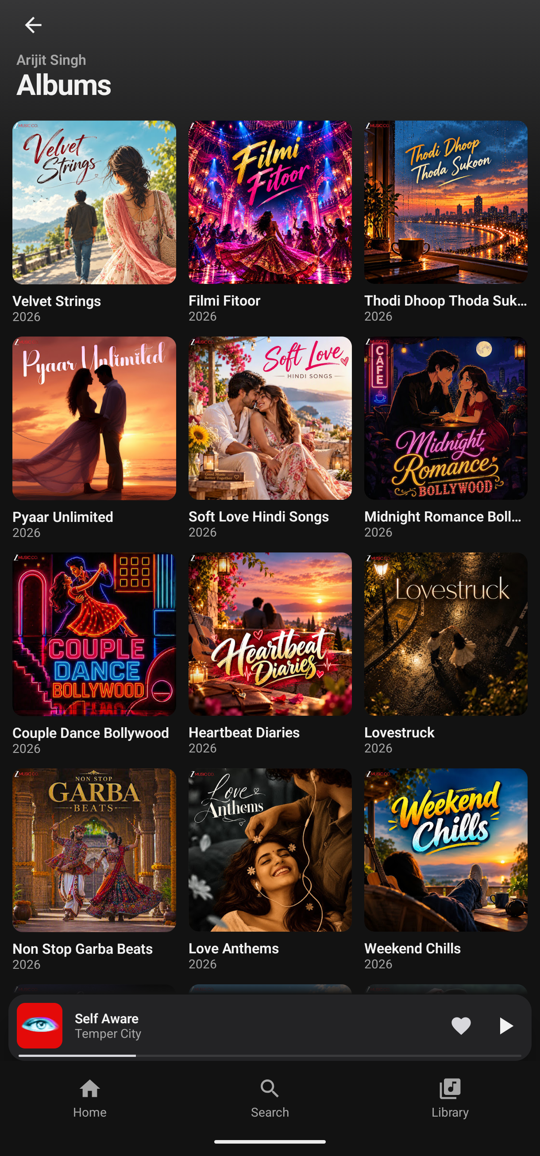 Arijit Singh
Albums
Velvet
Strings
Filmi
Fitoor
Thodi Dhoop
Thoda Sukoon
Velvet Strings
2026
Filmi Fitoor
2026
Thodi Dhoop Thoda Suk...
2026
Pyaar Unlimited
Soft Love
HINDI SONGS
CAFE
Midnight
Romance
BOLLYWOOD
Pyaar Unlimited
2026
Soft Love Hindi Songs
2026
Midnight Romance Boll...
2026
COUPLE
DANCE
BOLLYWOOD
Heartbeat
Diaries
Lovestruck
Couple Dance Bollywood
2026
Heartbeat Diaries
2026
Lovestruck
2026
NON STOP
GARBA
BEATS
Love
Anthems
Weekend
Chills
Non Stop Garba Beats
2026
Love Anthems
2026
Weekend Chills
2026
Self Aware
Temper City
Home
Search
Library